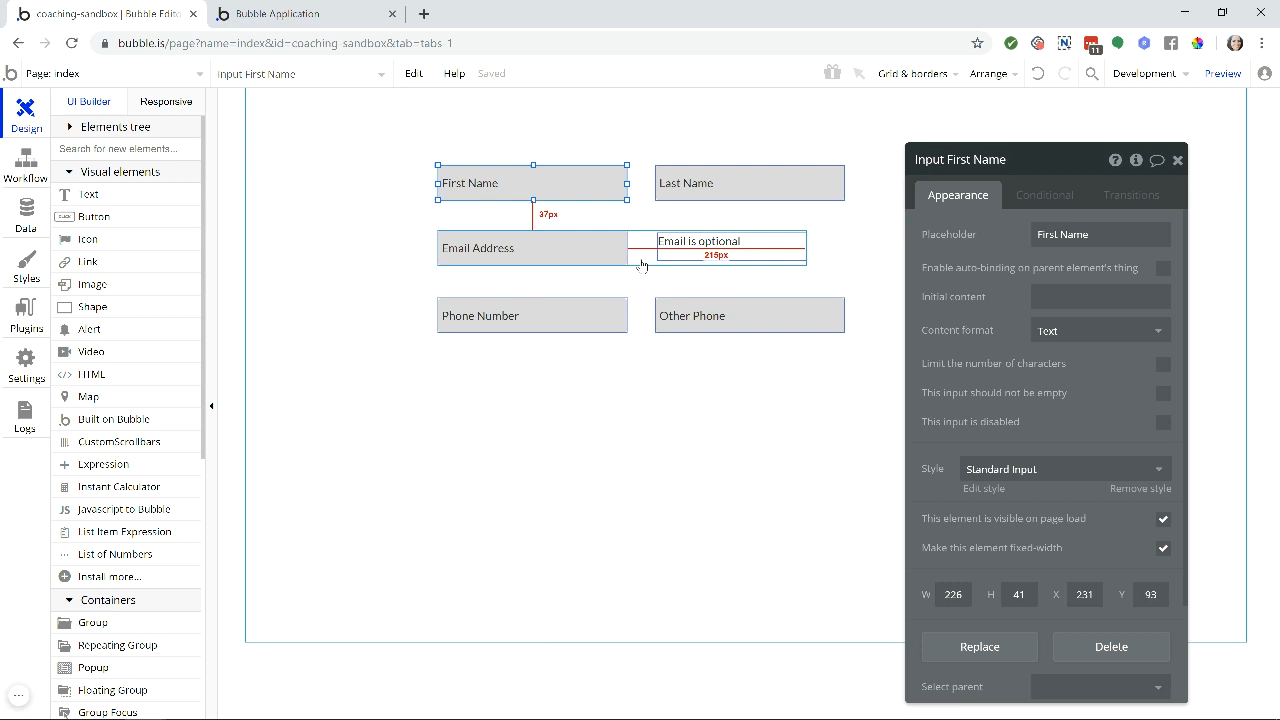 coaching-sandbox | Bubble Editor
Bubble Application
bubble.is/page?name=index&id=coaching-sandbox&tab=tabs-1
11
Page: index
Input First Name
Edit
Help
Saved
Grid & borders
Arrange
Development
Preview
Design
Workflow
Data
Styles
Plugins
Settings
Logs
UI Builder
Responsive
Elements tree
Search for new elements...
Visual elements
Text
CLICK
Button
Icon
Link
Image
Shape
Alert
Video
</> HTML
Map
Built on Bubble
CustomScrollbars
Expression
Instant Calculator
JS Javascript to Bubble
List Item Expression
List of Numbers
Install more...
Containers
Group
Repeating Group
Popup
Floating Group
Group Focus
First Name
Last Name
37px
Email Address
Email is optional
215px
Phone Number
Other Phone
Input First Name
Appearance
Conditional
Transitions
Placeholder
First Name
Enable auto-binding on parent element's thing
Initial content
Content format
Text
Limit the number of characters
This input should not be empty
This input is disabled
Style
Standard Input
Edit style
Remove style
This element is visible on page load
Make this element fixed-width
W 226 H 41 X 231 Y 93
Replace
Delete
Select parent